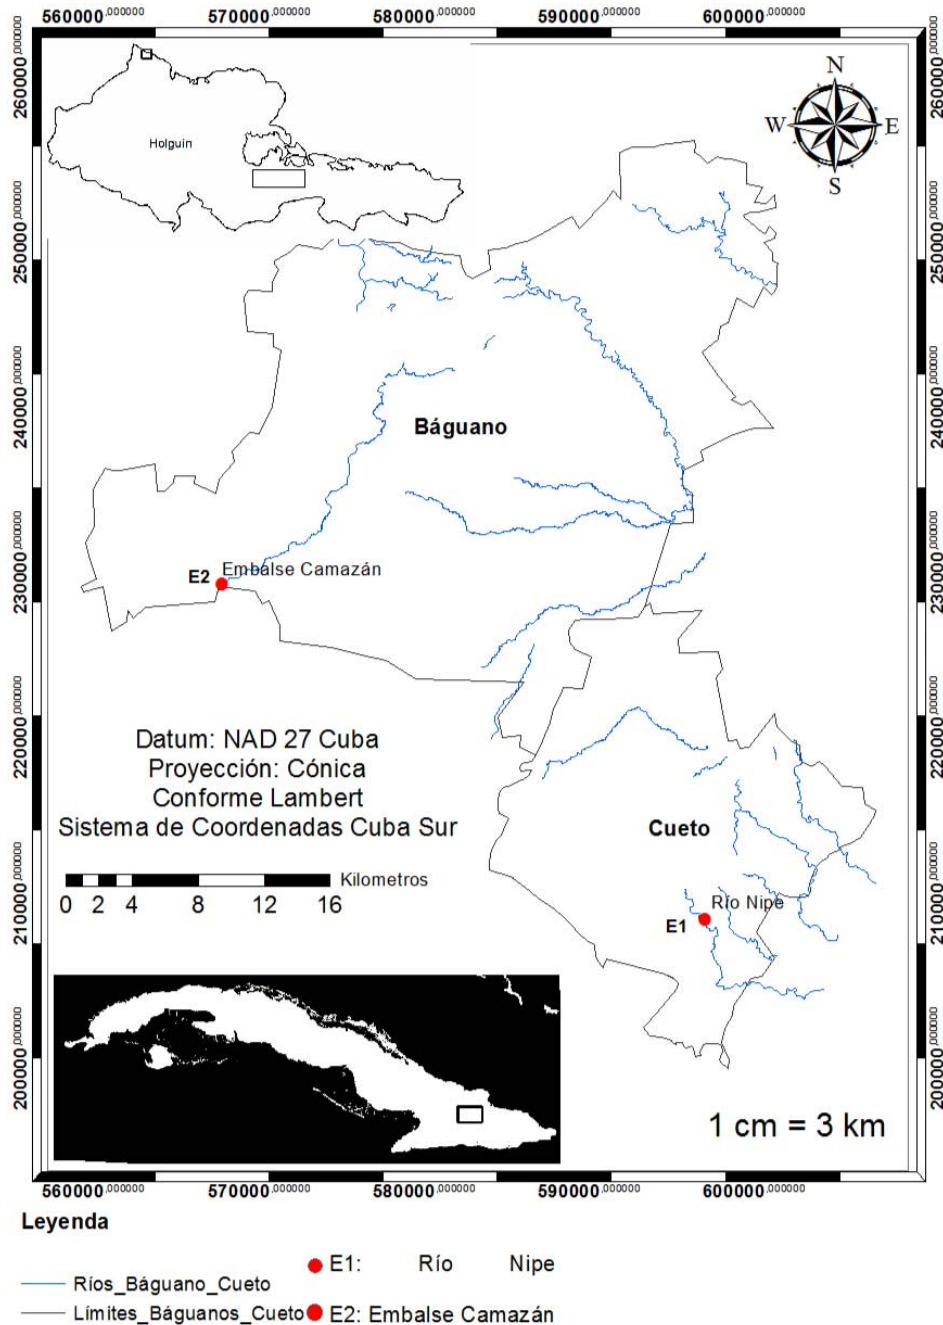 560000,000000 570000,000000 580000,000000 590000,000000 600000,000000
260000,000000 260000,000000
N
W E
S
Holguín
250000,000000 250000,000000
240000,000000 240000,000000
Báguano
E2 Embalse Camazán
230000,000000 230000,000000
220000,000000 220000,000000
Datum: NAD 27 Cuba
Proyección: Cónica
Conforme Lambert
Sistema de Coordenadas Cuba Sur
Cueto
Kilometros
0 2 4 8 12 16
Río Nipe
E1
210000,000000 210000,000000
200000,000000 200000,000000
1 cm = 3 km
560000,000000 570000,000000 580000,000000 590000,000000 600000,000000
Leyenda
Ríos_Báguano_Cueto
Límites_Báguanos_Cueto
E1: Río Nipe
E2: Embalse Camazán